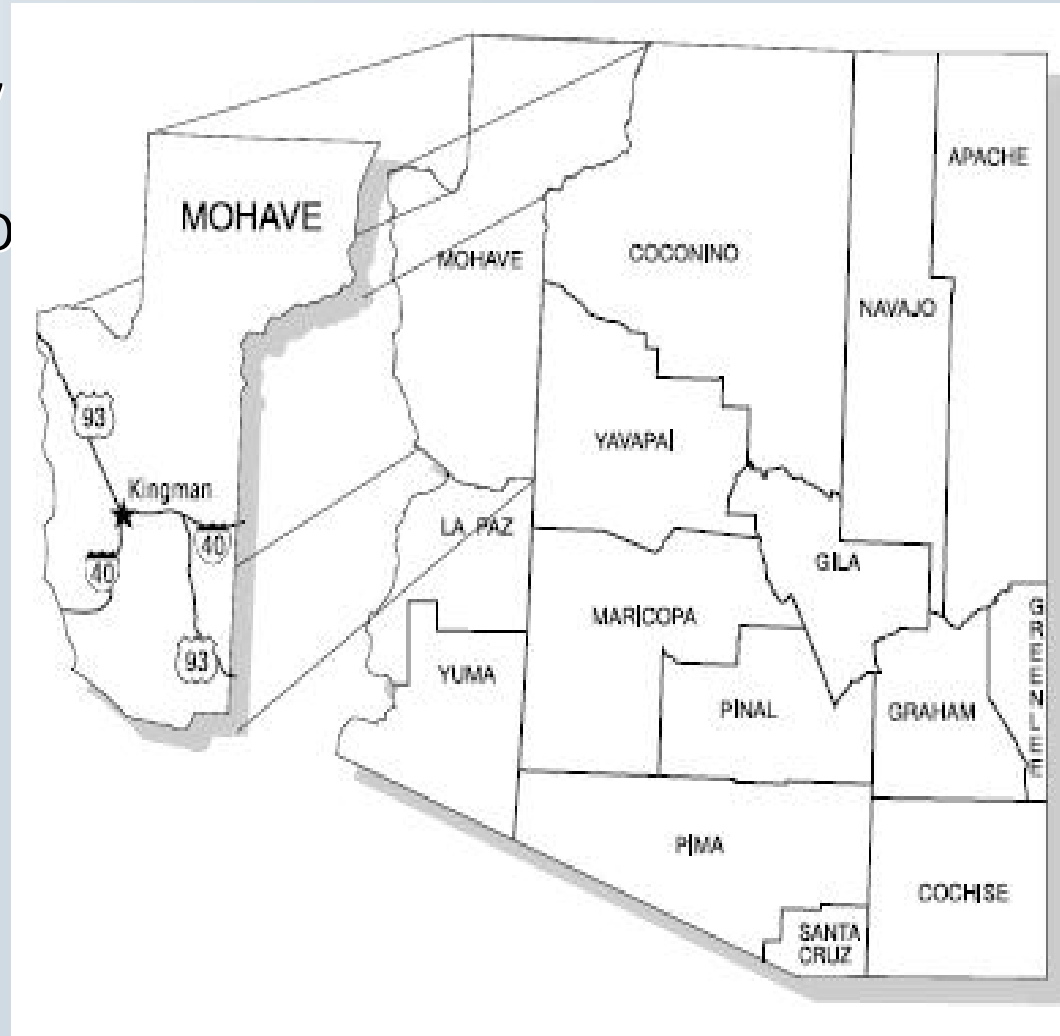 MOHAVE
93
Kingman
40
40
93
MOHAVE
COCONINO
NAVAJO
APACHE
YAVAPAI
LA PAZ
GILA
MARICOPA
YUMA
PINAL
GRAHAM
GREENLEE
PIMA
COCHISE
SANTA
CRUZ